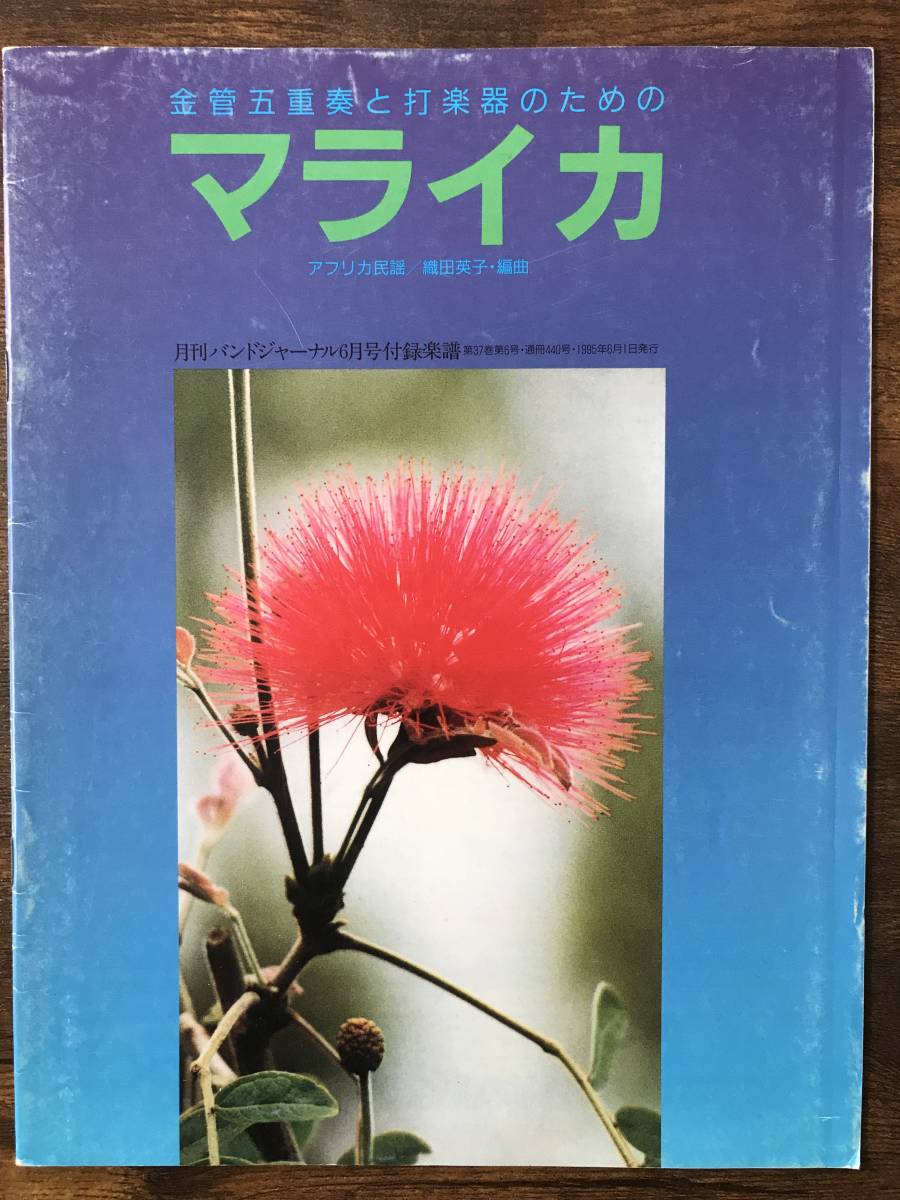 金管五重奏と打楽器のための
マライカ
アフリカ民謡／織田英子・編曲
月刊バンドジャーナル6月号付録楽譜 第37巻第6号・通冊440号・1995年6月1日発行